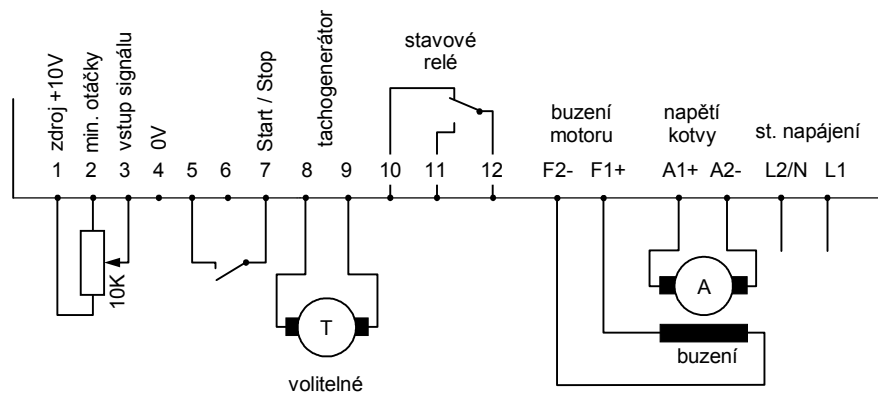 zdroj +10V
min. otáčky
vstup signálu
0V
Start / Stop
tachogenerátor
stavové
relé
buzení
motoru
napětí
kotvy
st. napájení
1 2 3 4 5 6 7 8 9 10 11 12 F2- F1+ A1+ A2- L2/N L1
10K
T
A
buzení
volitelné